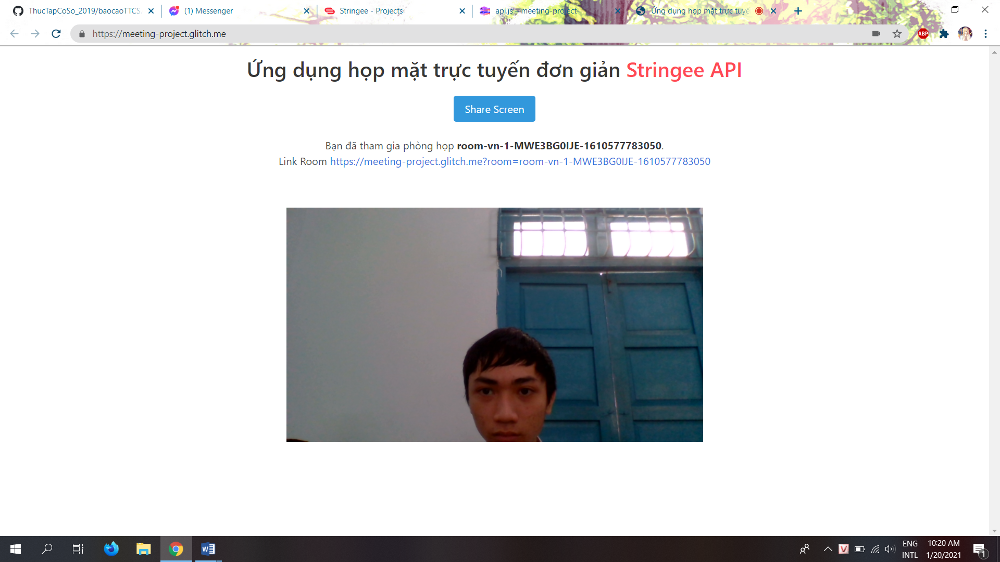 ThucTapCoSo_2019/baocaoTTCS
(1) Messenger
Stringee - Projects
api.js – meeting-project
Ứng dụng họp mặt trực tuyế
https://meeting-project.glitch.me
ABP
Ứng dụng họp mặt trực tuyến đơn giản Stringee API
Share Screen
Bạn đã tham gia phòng họp room-vn-1-MWE3BG0IJE-1610577783050.
Link Room https://meeting-project.glitch.me?room=room-vn-1-MWE3BG0IJE-1610577783050
W
V
ENG
INTL
10:20 AM
1/20/2021
1